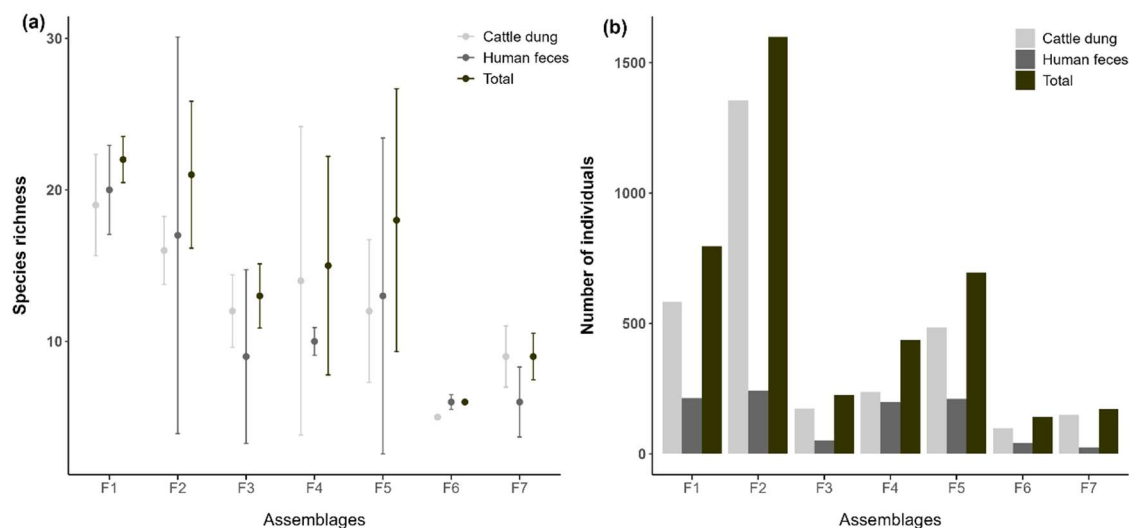 (a)
Cattle dung
Human feces
Total
Species richness
30
20
10
F1 F2 F3 F4 F5 F6 F7
Assemblages
(b)
Cattle dung
Human feces
Total
Number of individuals
1500
1000
500
0
F1 F2 F3 F4 F5 F6 F7
Assemblages